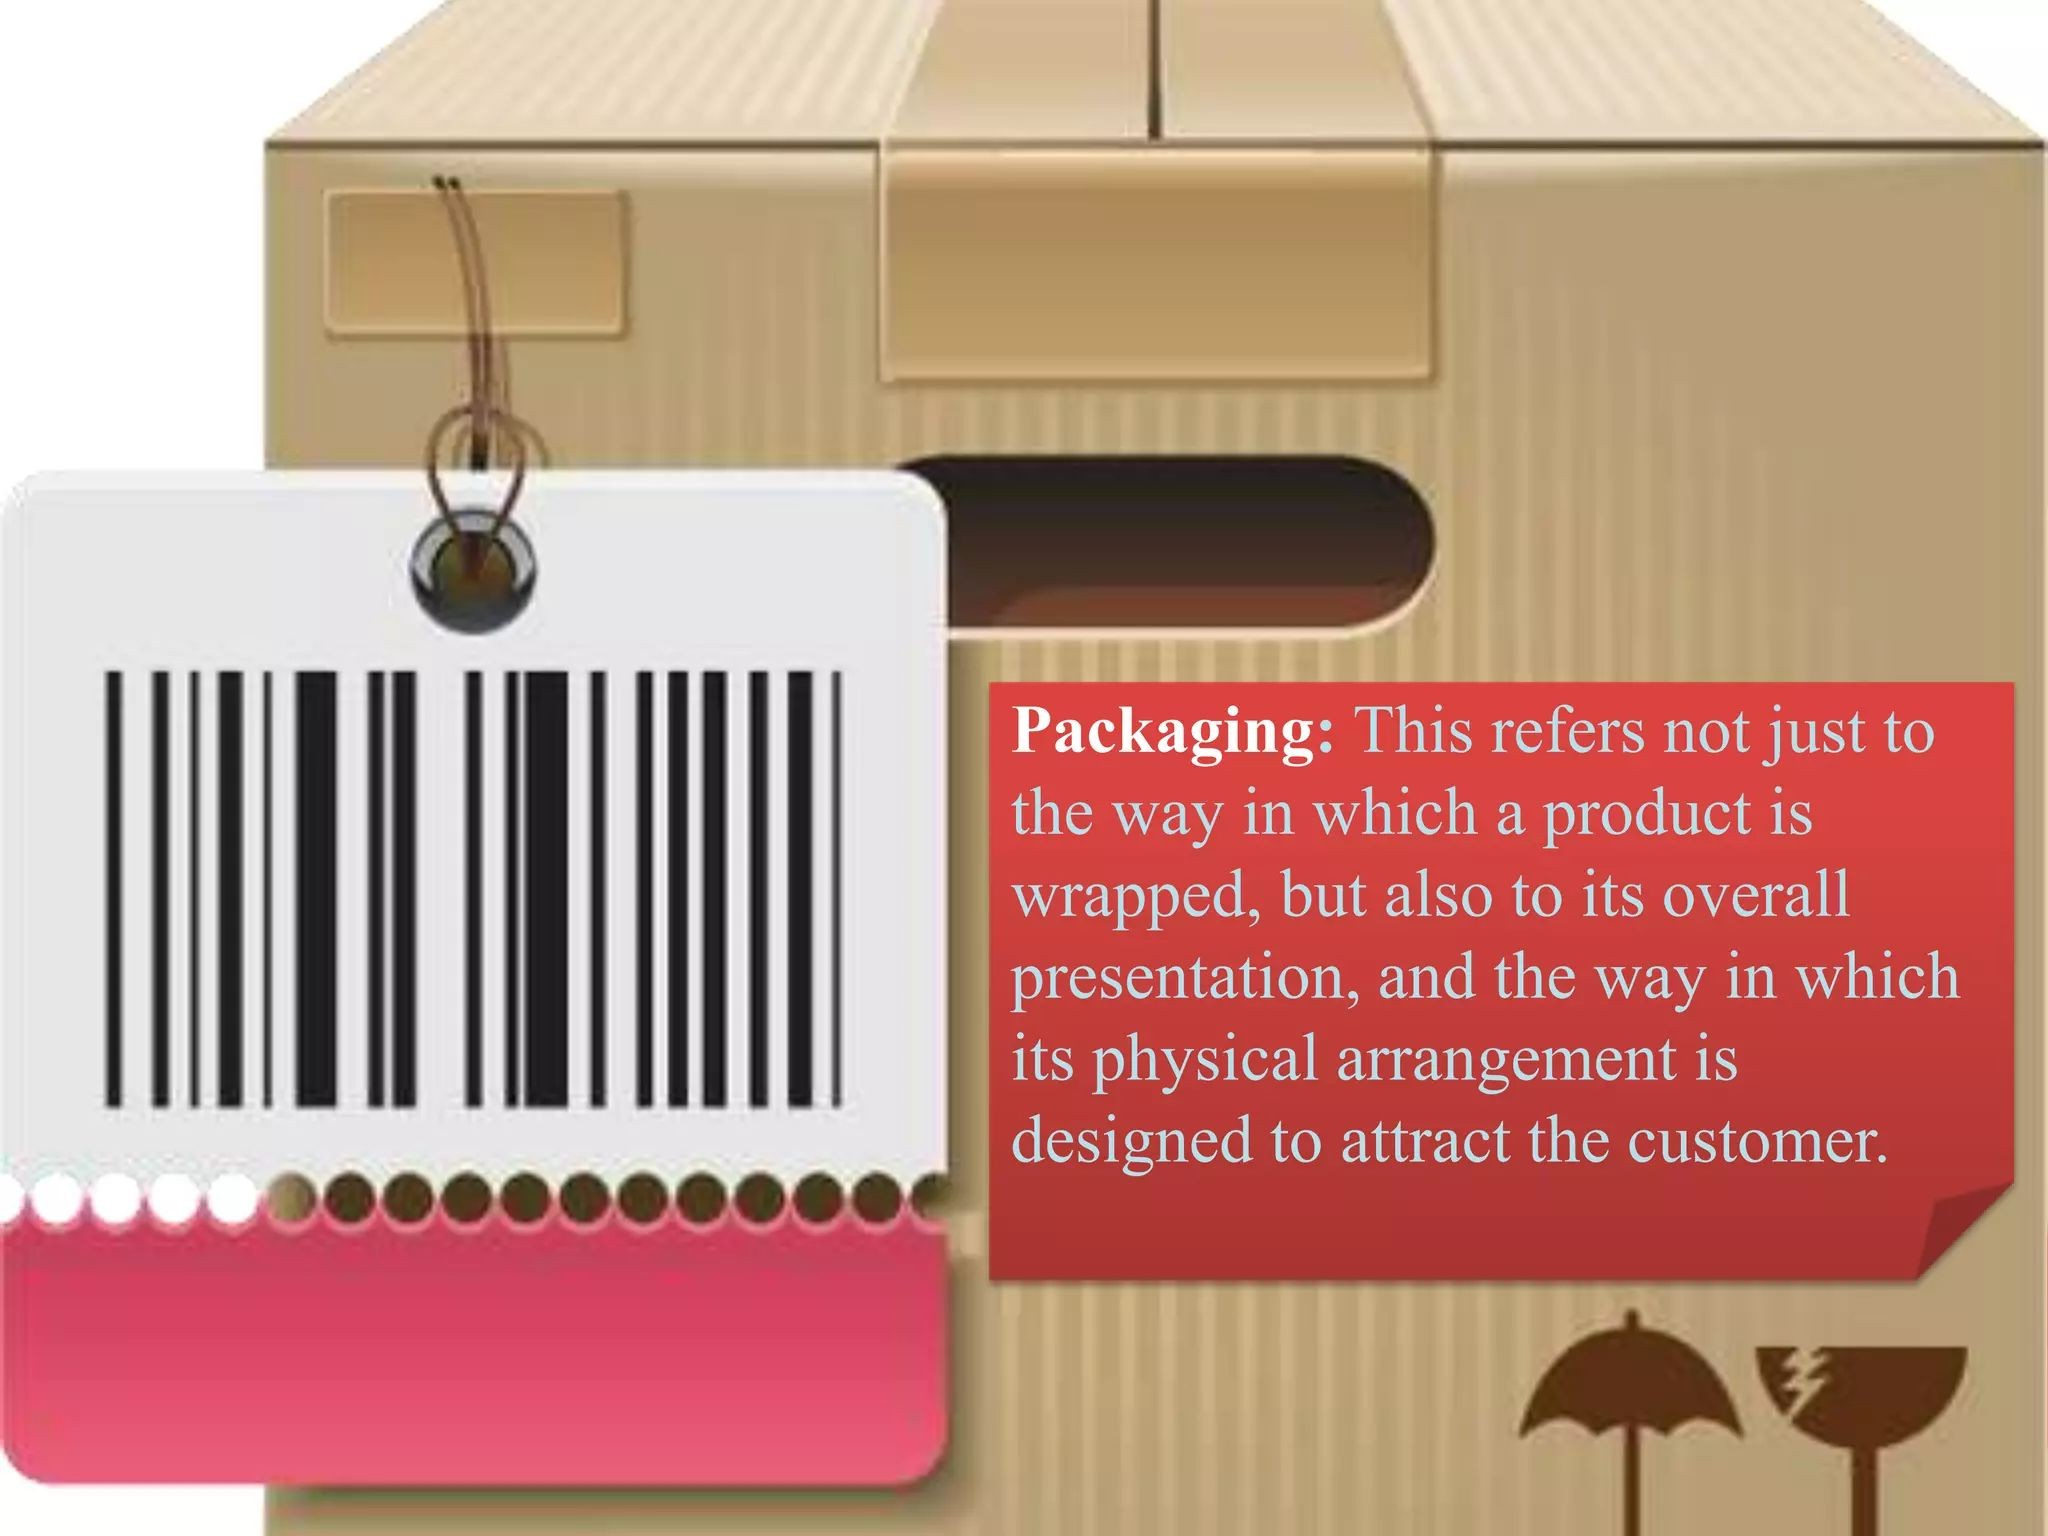 Packaging: This refers not just to
the way in which a product is
wrapped, but also to its overall
presentation, and the way in which
its physical arrangement is
designed to attract the customer.